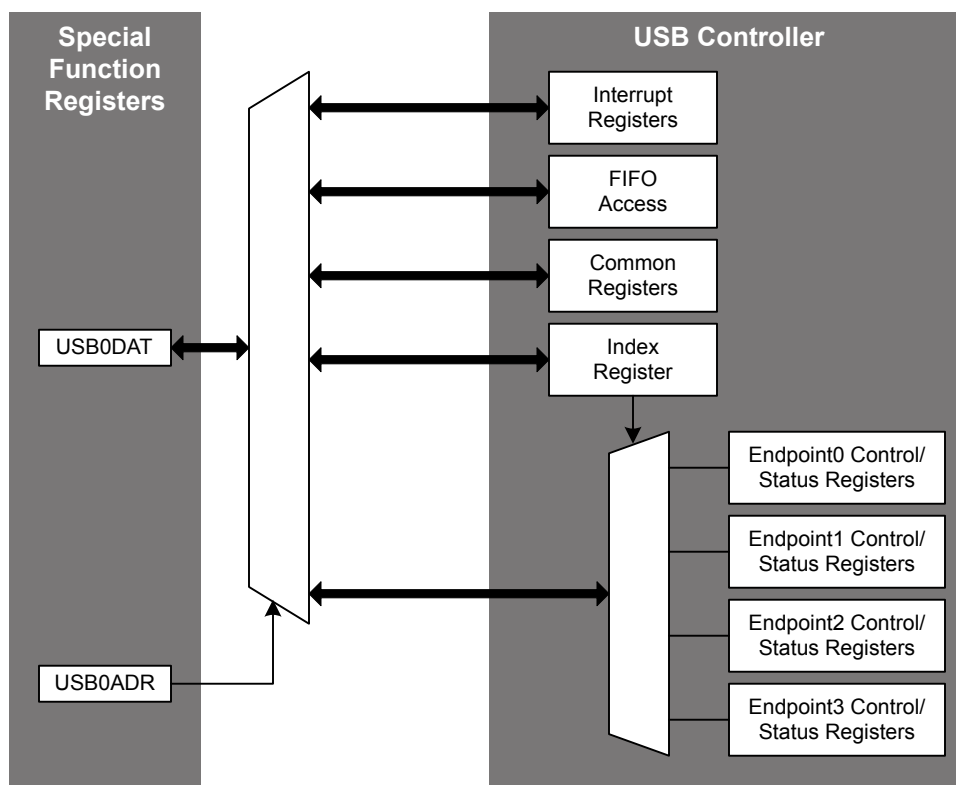 Special
Function
Registers
USB Controller
Interrupt
Registers
FIFO
Access
Common
Registers
USB0DAT
Index
Register
Endpoint0 Control/
Status Registers
Endpoint1 Control/
Status Registers
Endpoint2 Control/
Status Registers
USB0ADR
Endpoint3 Control/
Status Registers